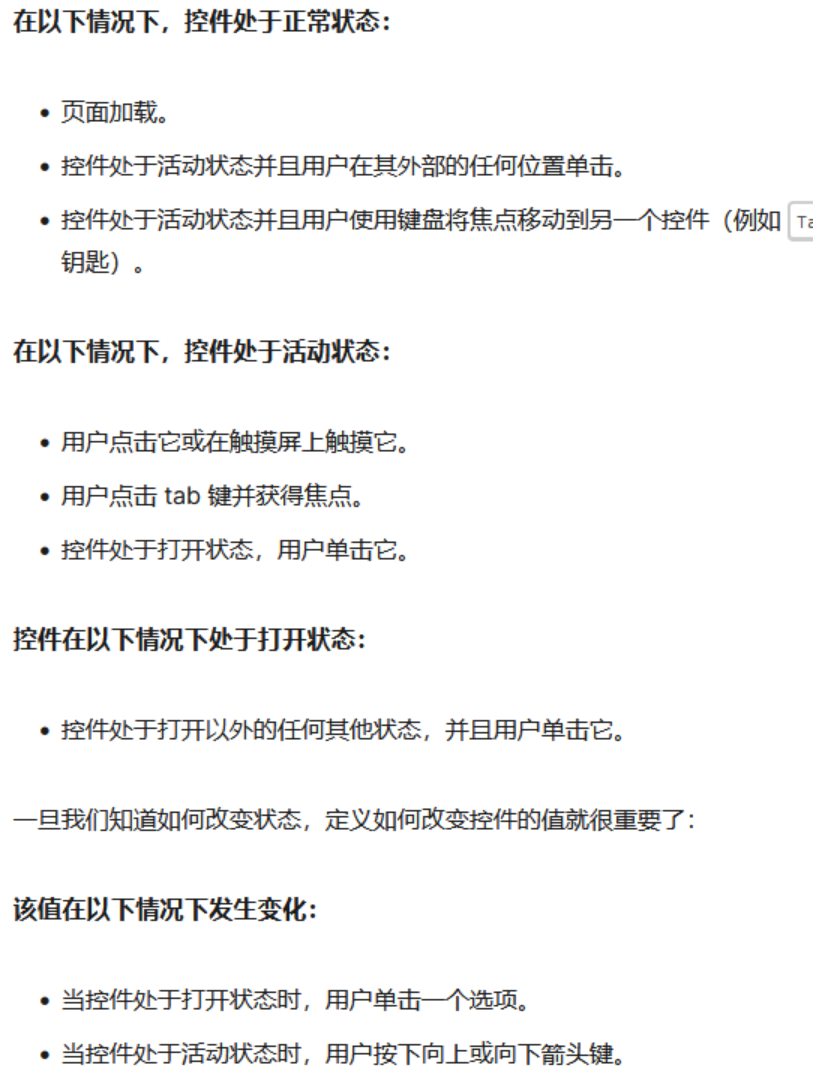 在以下情况下，控件处于正常状态：
页面加载。
控件处于活动状态并且用户在其外部的任何位置单击。
控件处于活动状态并且用户使用键盘将焦点移动到另一个控件（例如
钥匙）。
在以下情况下，控件处于活动状态：
用户点击它或在触摸屏上触摸它。
用户点击 tab 键并获得焦点。
控件处于打开状态，用户单击它。
控件在以下情况下处于打开状态：
控件处于打开以外的任何其他状态，并且用户单击它。
一旦我们知道如何改变状态，定义如何改变控件的值就很重要了：
该值在以下情况下发生变化：
当控件处于打开状态时，用户单击一个选项。
当控件处于活动状态时，用户按下向上或向下箭头键。